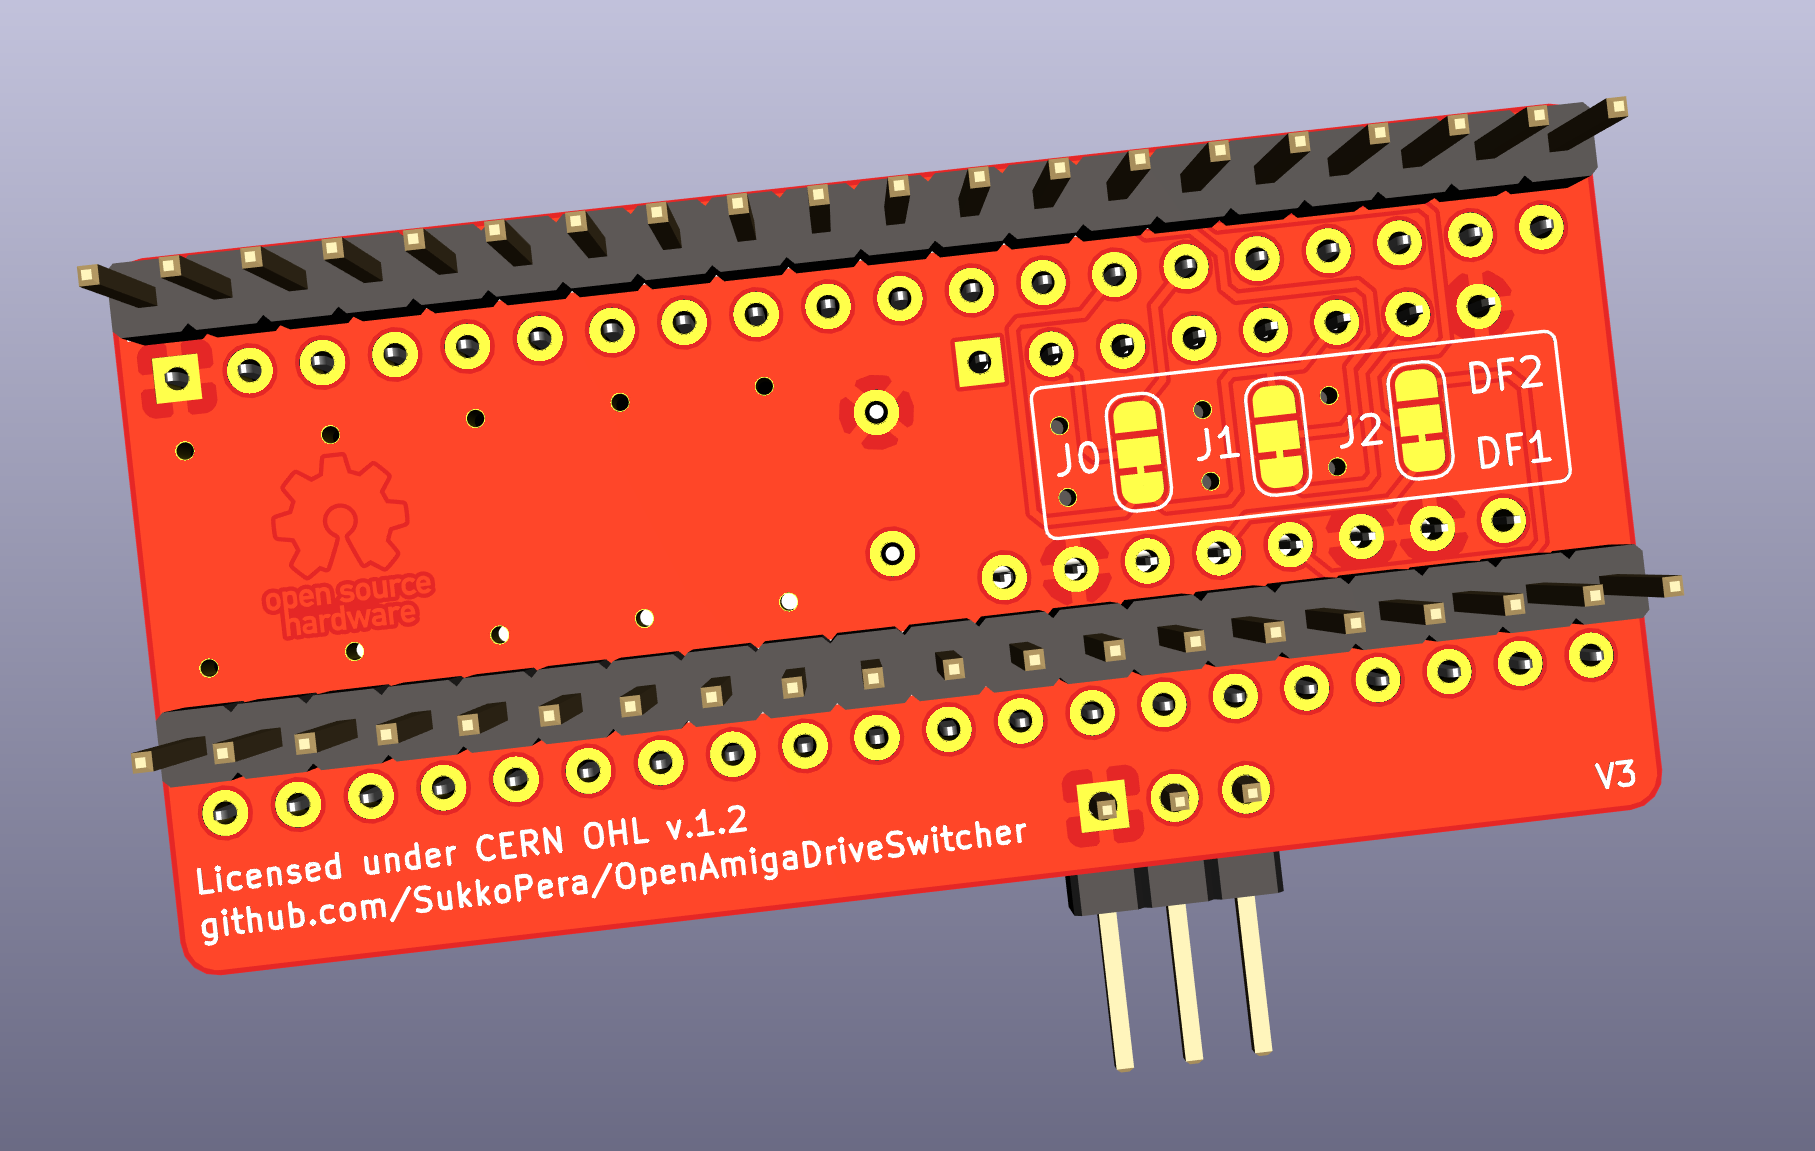 DF2
J0 J1 J2
DF1
open source
hardware
V3
Licensed under CERN OHL v.1.2
github.com/SukkoPera/OpenAmigaDriveSwitcher